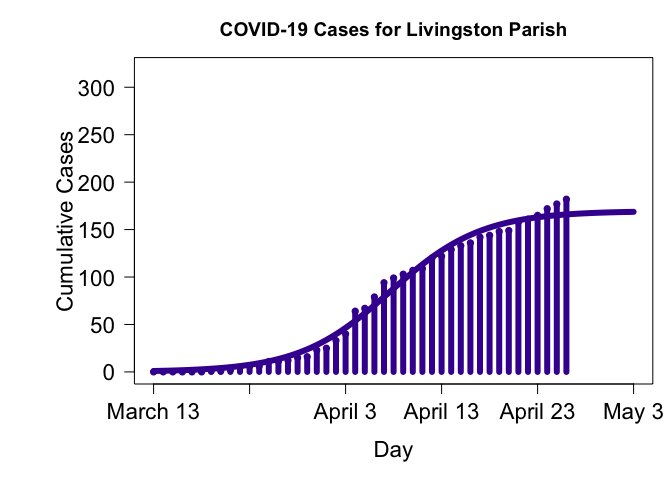 COVID-19 Cases for Livingston Parish
300
250
200
150
100
50
0
Cumulative Cases
March 13 April 3 April 13 April 23 May 3
Day